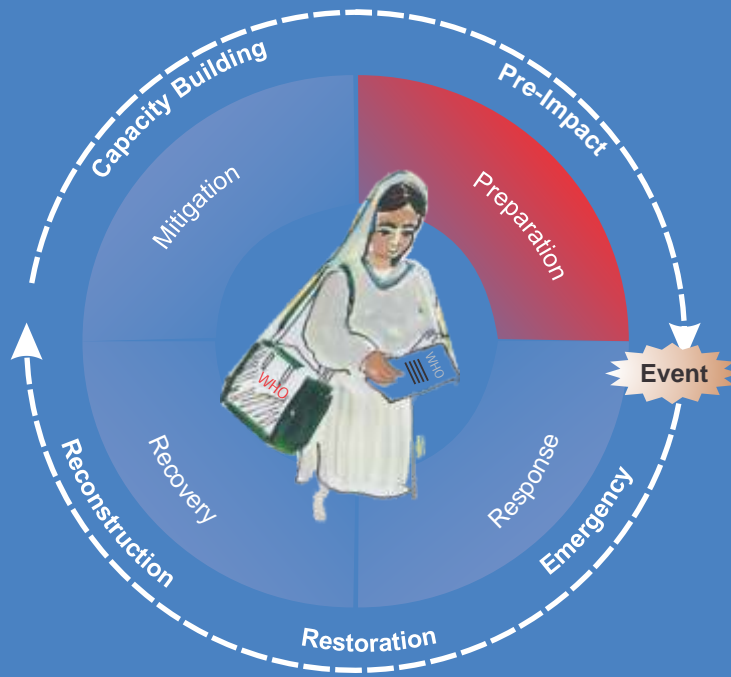 Capacity Building
Pre-Impact
Mitigation
Preparation
Event
WHO
WHO
Recovery
Response
Reconstruction
Emergency
Restoration